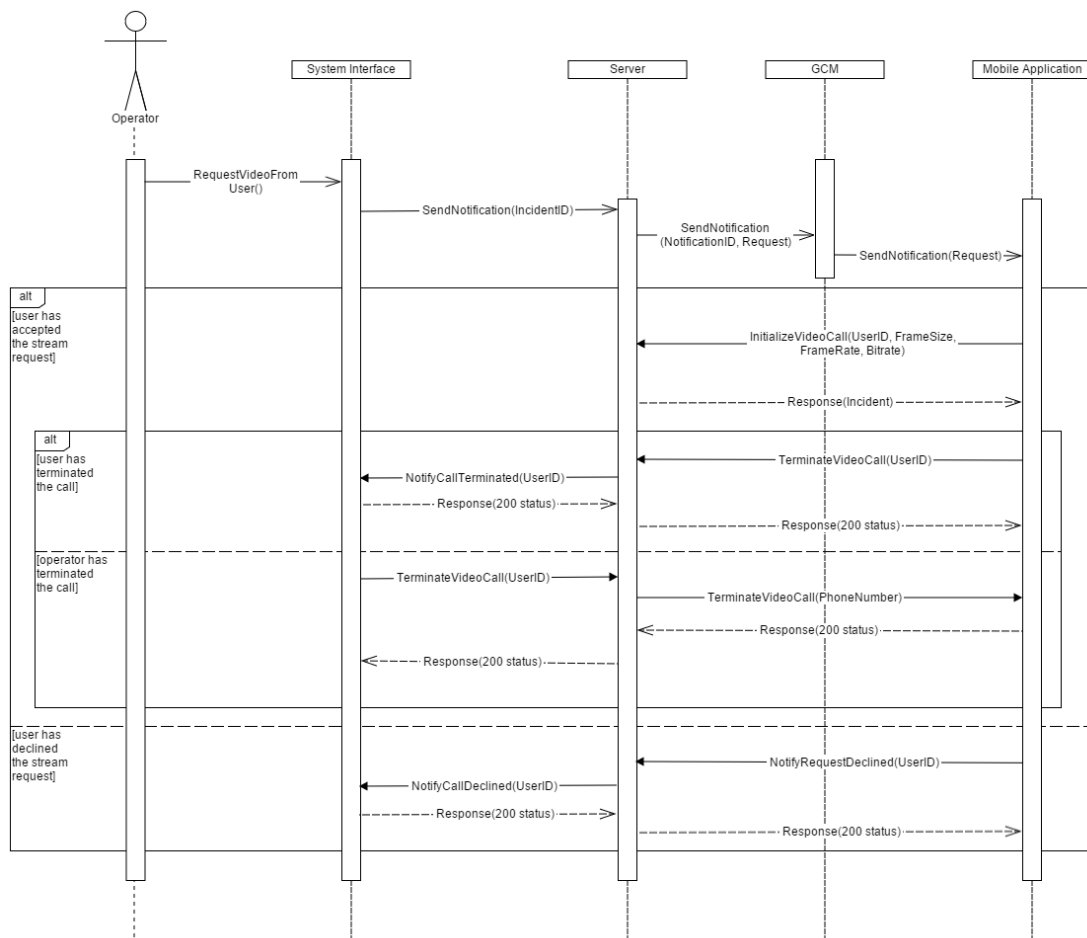 Operator
System Interface
Server
GCM
Mobile Application
RequestVideoFrom
User()
SendNotification(IncidentID)
SendNotification
(NotificationID, Request)
SendNotification(Request)
alt
[user has
accepted
the stream
request]
InitializeVideoCall(UserID, FrameSize,
FrameRate, Bitrate)
Response(Incident)
alt
[user has
terminated
the call]
TerminateVideoCall(UserID)
NotifyCallTerminated(UserID)
Response(200 status)
Response(200 status)
[operator has
terminated
the call]
TerminateVideoCall(UserID)
TerminateVideoCall(PhoneNumber)
Response(200 status)
Response(200 status)
[user has
declined
the stream
request]
NotifyRequestDeclined(UserID)
NotifyCallDeclined(UserID)
Response(200 status)
Response(200 status)